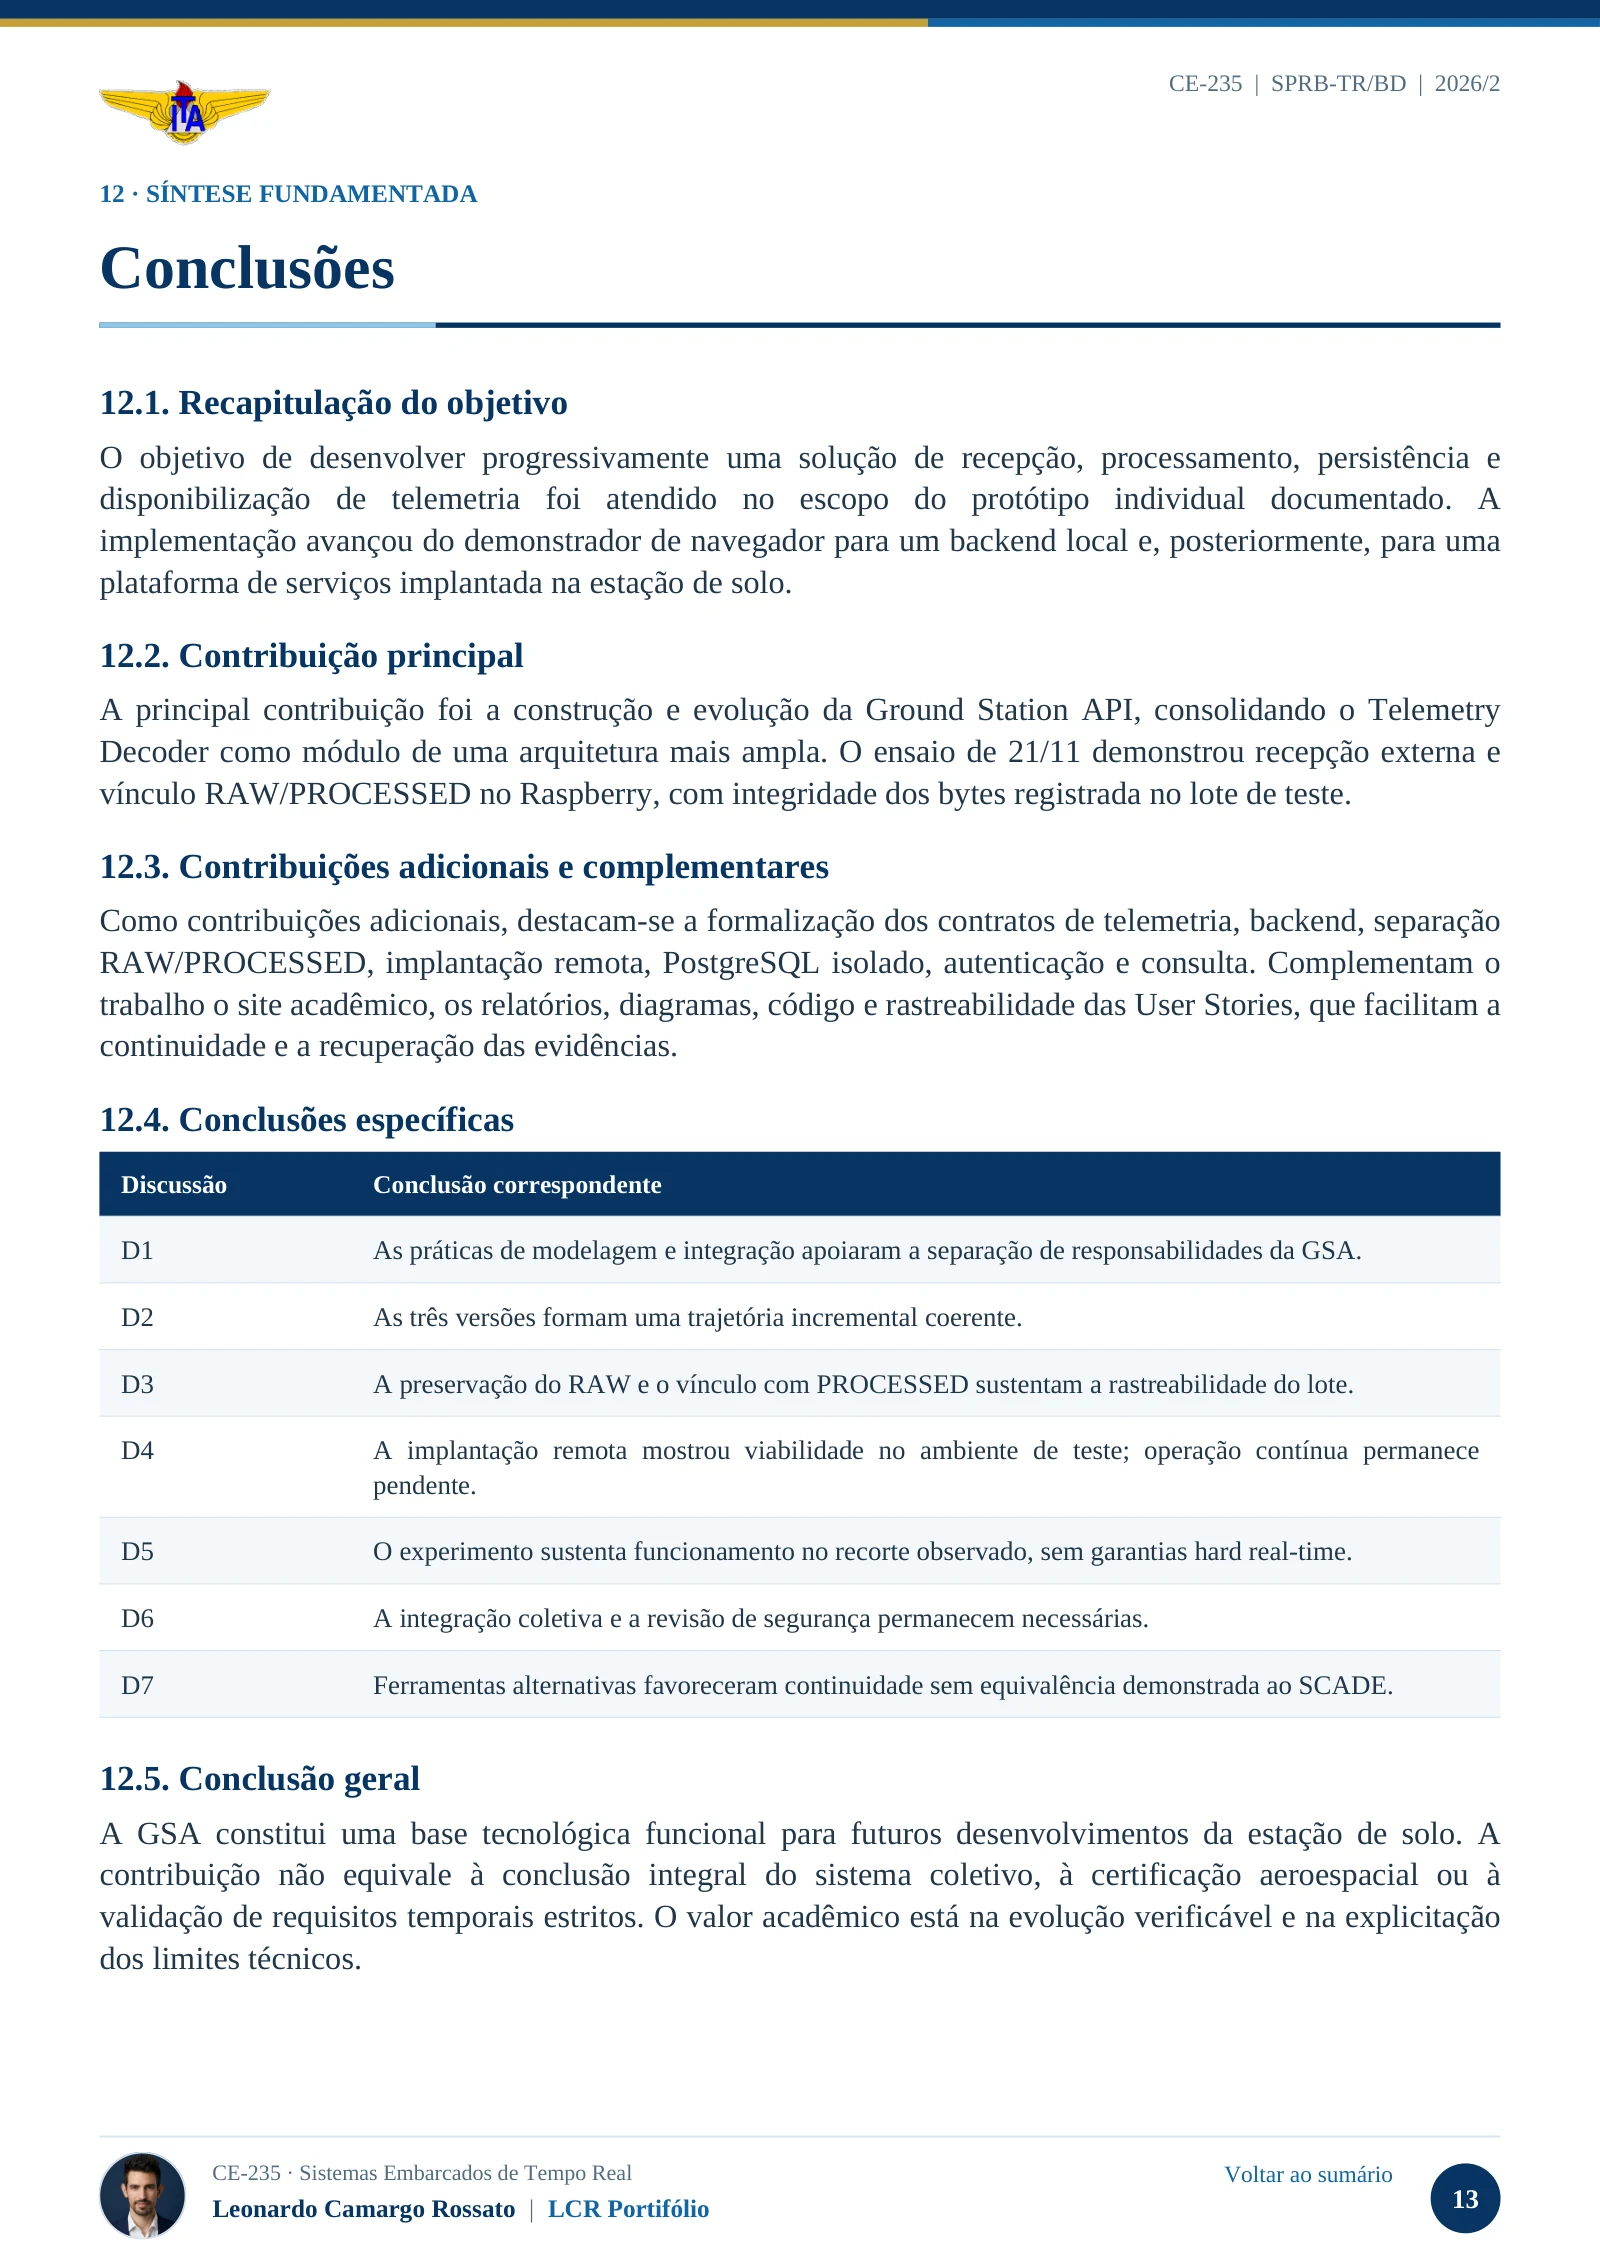 CE-235 | SPRB-TR/BD | 2026/2
ITA
12 · SÍNTESE FUNDAMENTADA
Conclusões
12.1. Recapitulação do objetivo
O objetivo de desenvolver progressivamente uma solução de recepção, processamento, persistência e
disponibilização de telemetria foi atendido no escopo do protótipo individual documentado. A
implementação avançou do demonstrador de navegador para um backend local e, posteriormente, para uma
plataforma de serviços implantada na estação de solo.
12.2. Contribuição principal
A principal contribuição foi a construção e evolução da Ground Station API, consolidando o Telemetry
Decoder como módulo de uma arquitetura mais ampla. O ensaio de 21/11 demonstrou recepção externa e
vínculo RAW/PROCESSED no Raspberry, com integridade dos bytes registrada no lote de teste.
12.3. Contribuições adicionais e complementares
Como contribuições adicionais, destacam-se a formalização dos contratos de telemetria, backend, separação
RAW/PROCESSED, implantação remota, PostgreSQL isolado, autenticação e consulta. Complementam o
trabalho o site acadêmico, os relatórios, diagramas, código e rastreabilidade das User Stories, que facilitam a
continuidade e a recuperação das evidências.
12.4. Conclusões específicas
Discussão Conclusão correspondente
D1 As práticas de modelagem e integração apoiaram a separação de responsabilidades da GSA.
D2 As três versões formam uma trajetória incremental coerente.
D3 A preservação do RAW e o vínculo com PROCESSED sustentam a rastreabilidade do lote.
D4 A implantação remota mostrou viabilidade no ambiente de teste; operação contínua permanece
pendente.
D5 O experimento sustenta funcionamento no recorte observado, sem garantias hard real-time.
D6 A integração coletiva e a revisão de segurança permanecem necessárias.
D7 Ferramentas alternativas favoreceram continuidade sem equivalência demonstrada ao SCADE.
12.5. Conclusão geral
A GSA constitui uma base tecnológica funcional para futuros desenvolvimentos da estação de solo. A
contribuição não equivale à conclusão integral do sistema coletivo, à certificação aeroespacial ou à
validação de requisitos temporais estritos. O valor acadêmico está na evolução verificável e na explicitação
dos limites técnicos.
CE-235 · Sistemas Embarcados de Tempo Real
Leonardo Camargo Rossato | LCR Portifólio
Voltar ao sumário
13